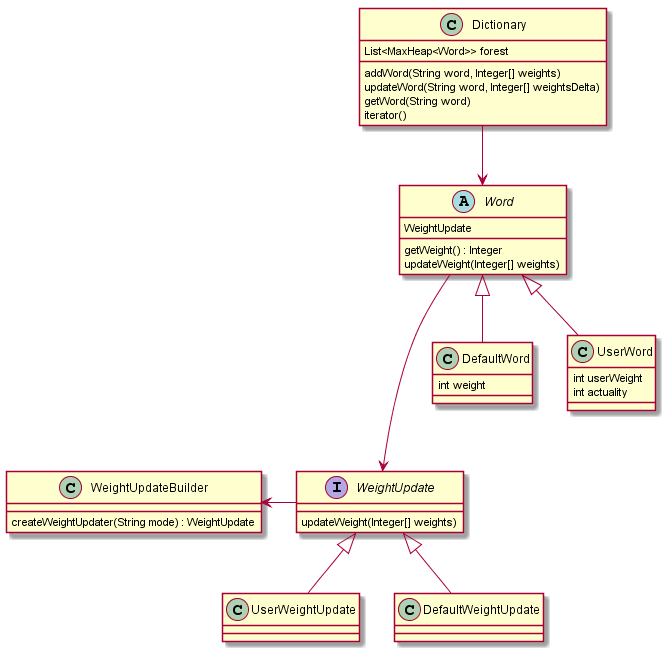 C Dictionary
List<MaxHeap<Word>> forest
addWord(String word, Integer[] weights)
updateWord(String word, Integer[] weightsDelta)
getWord(String word)
iterator()
A Word
WeightUpdate
getWeight() : Integer
updateWeight(Integer[] weights)
C DefaultWord
int weight
C UserWord
int userWeight
int actuality
C WeightUpdateBuilder
createWeightUpdater(String mode) : WeightUpdate
I WeightUpdate
updateWeight(Integer[] weights)
C UserWeightUpdate
C DefaultWeightUpdate